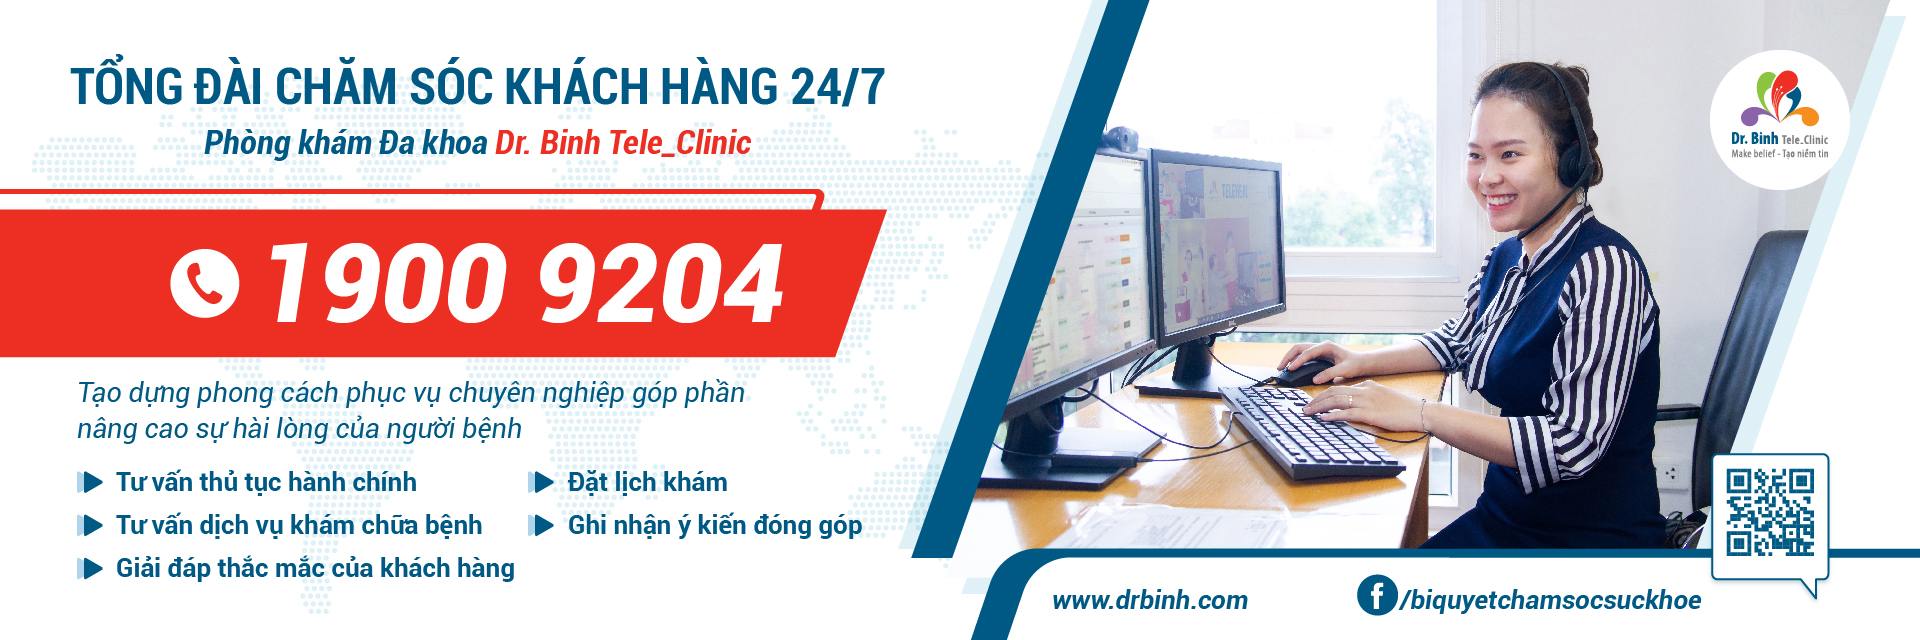 TỔNG ĐÀI CHĂM SÓC KHÁCH HÀNG 24/7
Phòng khám Đa khoa Dr. Binh Tele_Clinic
1900 9204
Tạo dựng phong cách phục vụ chuyên nghiệp góp phần
nâng cao sự hài lòng của người bệnh
Tư vấn thủ tục hành chính
Tư vấn dịch vụ khám chữa bệnh
Giải đáp thắc mắc của khách hàng
Đặt lịch khám
Ghi nhận ý kiến đóng góp
Dr. Binh Tele_Clinic
Make belief - Tạo niềm tin
www.drbinh.com
/biquyetchamsocsuckhoe